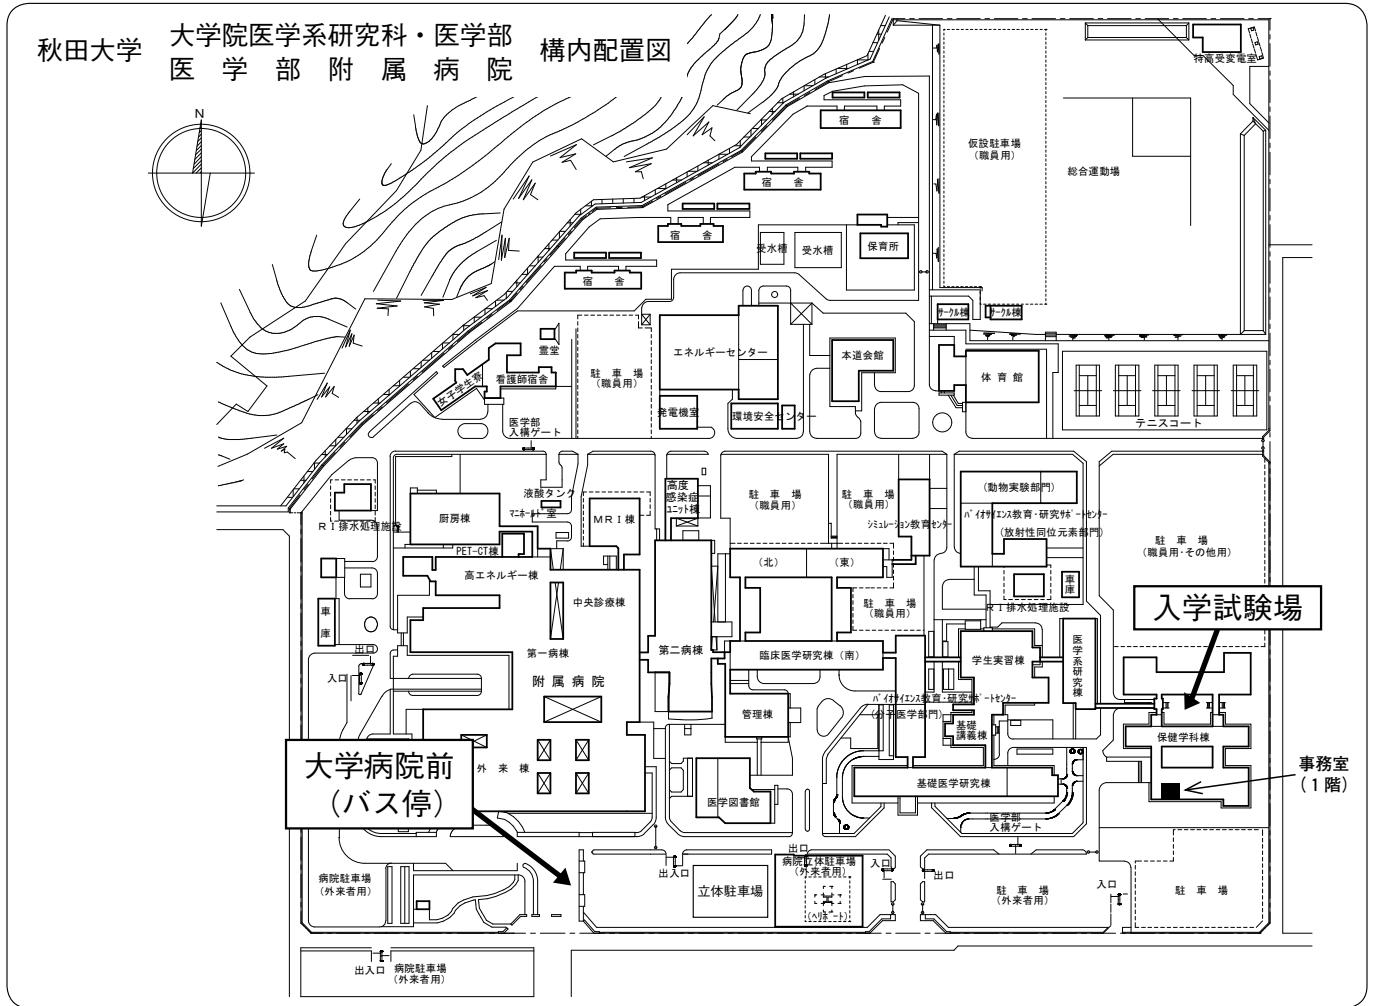 秋田大学 大学院医学系研究科・医学部 構内配置図
医学部附属病院
N
特高受変電室
宿 舎
仮設駐車場
(職員用)
総合運動場
宿 舎
宿 舎
受水槽
受水槽
保育所
宿 舎
サークル棟
サークル棟
霊堂
エネルギーセンター
本道会館
看護師宿舎
女子学生寮
駐 車 場
(職員用)
体 育 館
発電機室
環境安全センター
テニスコート
医学部
入構ゲート
液酸タンク
マニホールド室
高度
感染症
ユニット棟
駐 車 場
(職員用)
駐 車 場
(職員用)
(動物実験部門)
バイオサイエンス教育・研究サポートセンター
(放射性同位元素部門)
シミュレーション教育センター
RI排水処理施設
厨房棟
MRI棟
PET-CT棟
駐 車 場
(職員用・その他用)
高エネルギー棟
(北)
(東)
中央診療棟
車
庫
車
庫
駐 車 場
(職員用)
RI排水処理施設
入学試験場
出口
入口
第一病棟
第二病棟
臨床医学研究棟(南)
学生実習棟
医学系研究棟
附属病院
バイオサイエンス教育・研究サポートセンター
(分子医学部門)
管理棟
基礎
講義棟
保健学科棟
大学病院前
(バス停)
外 来 棟
医学図書館
基礎医学研究棟
事務室
(1階)
医学部
入構ゲート
出口
病院駐車場
(外来者用)
出入口
立体駐車場
病院立体駐車場
(外来者用)
(ヘリポート)
入口
出口
駐 車 場
(外来者用)
入口
駐 車 場
出入口
病院駐車場
(外来者用)